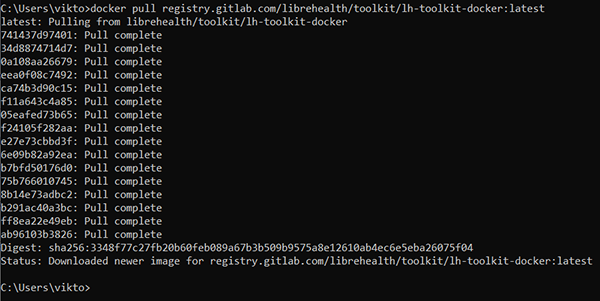 C:\Users\vikto>docker pull registry.gitlab.com/librehealth/toolkit/lh-toolkit-docker:latest
latest: Pulling from librehealth/toolkit/lh-toolkit-docker
741437d97401: Pull complete
34d8874714d7: Pull complete
0a108aa26679: Pull complete
eea0f08c7492: Pull complete
ca74b3d90c15: Pull complete
f11a643c4a85: Pull complete
05eafed73b65: Pull complete
f24105f282aa: Pull complete
e27e73cbbd3f: Pull complete
6e09b82a92ea: Pull complete
b7bfd50176d0: Pull complete
75b766010745: Pull complete
8b14e73adbc2: Pull complete
b291ac40a3bc: Pull complete
ff8ea22e49eb: Pull complete
ab96103b3826: Pull complete
Digest: sha256:3348f77c27fb20b60feb089a67b3b509b9575a8e12610ab4ec6e5eba26075f04
Status: Downloaded newer image for registry.gitlab.com/librehealth/toolkit/lh-toolkit-docker:latest
C:\Users\vikto>